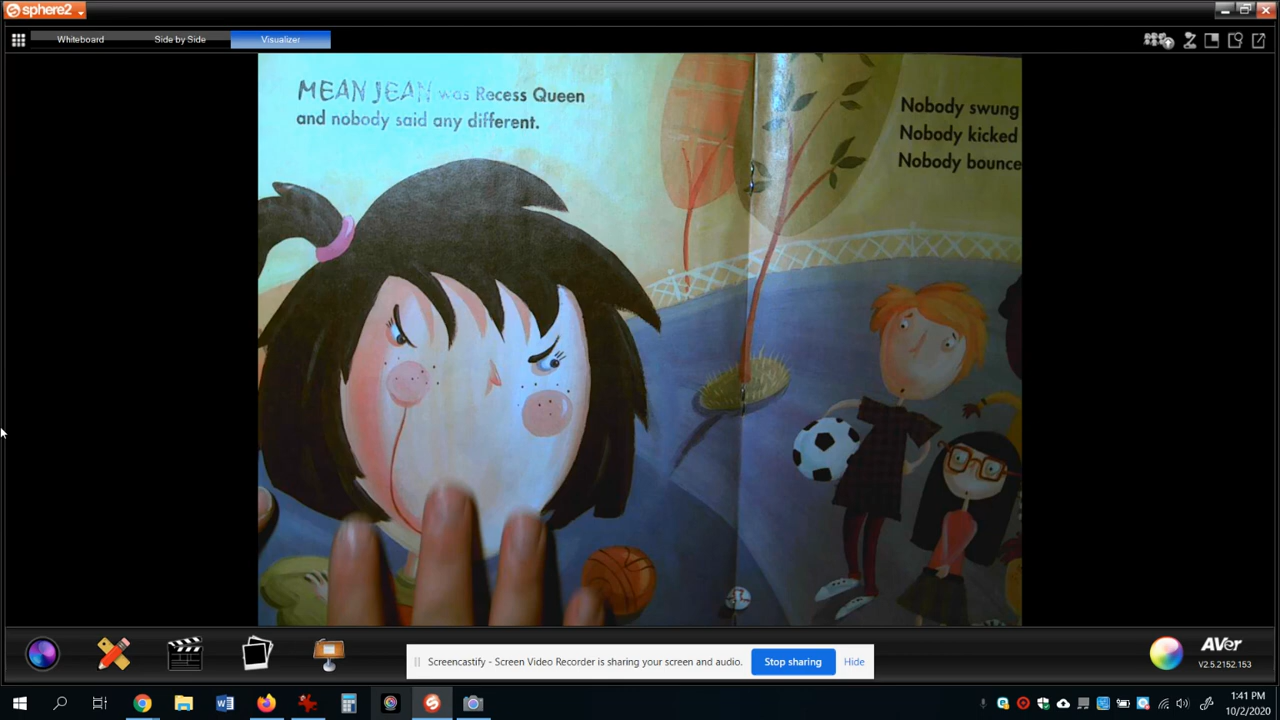 sphere2
Whiteboard
Side by Side
Visualizer
MEAN JEAN was Recess Queen
and nobody said any different.
Nobody swung
Nobody kicked
Nobody bounce
Screencastify - Screen Video Recorder is sharing your screen and audio.
Stop sharing
Hide
AVer
V2.5.2152.153
1:41 PM
10/2/2020